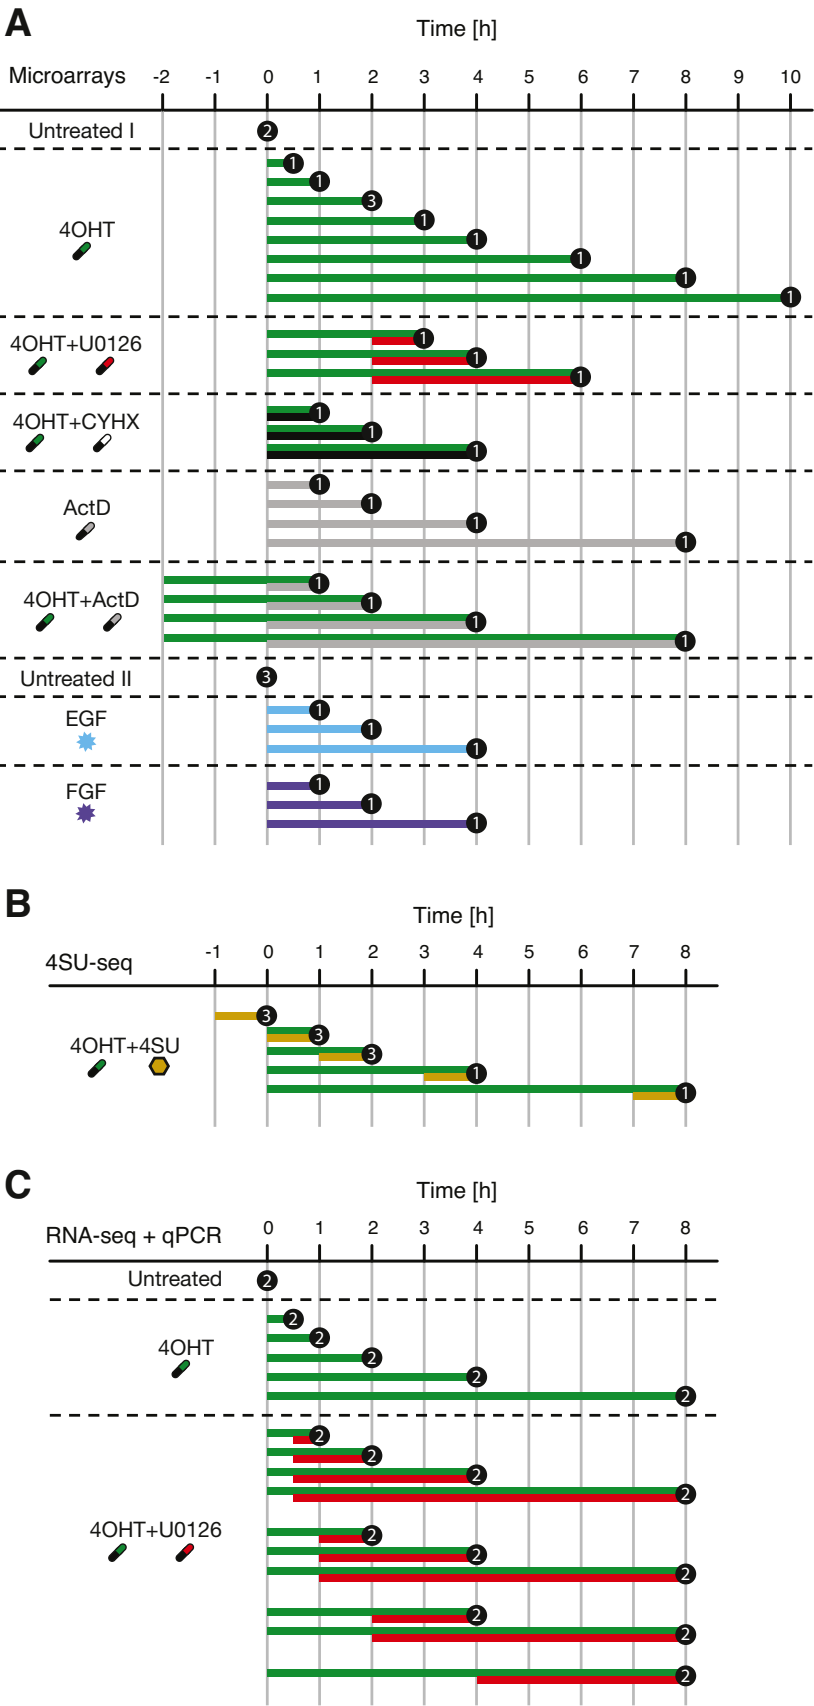 A
Time [h]
Microarrays -2 -1 0 1 2 3 4 5 6 7 8 9 10
Untreated I 2
1
1
3
1
4OHT
1
1
1
1
4OHT+U0126 1
1
1
4OHT+CYHX 1
1
1
1
ActD 1
1
1
1
4OHT+ActD 1
1
1
Untreated II 3
EGF 1
1
1
FGF 1
1
1
B
Time [h]
4SU-seq -1 0 1 2 3 4 5 6 7 8
3
3
4OHT+4SU 3
1
1
C
Time [h]
RNA-seq + qPCR 0 1 2 3 4 5 6 7 8
Untreated 2
2
2
4OHT 2
2
2
2
2
2
2
4OHT+U0126 2
2
2
2
2
2